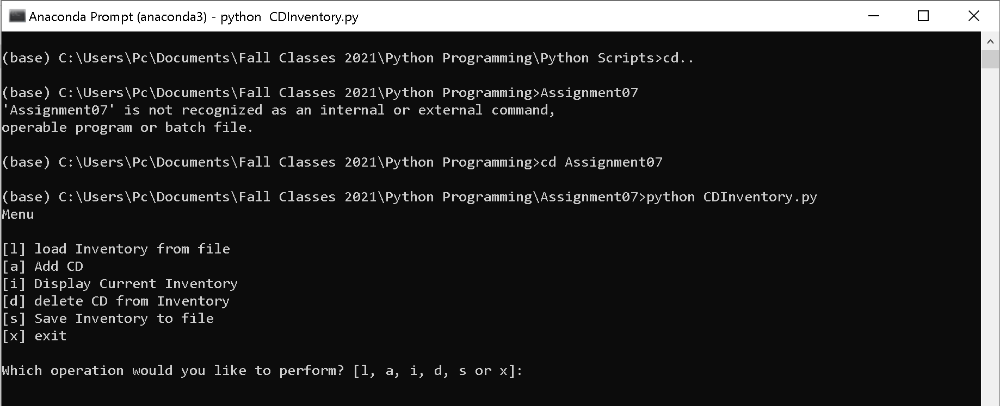 Anaconda Prompt (anaconda3) - python  CDInventory.py
(base) C:\Users\Pc\Documents\Fall Classes 2021\Python Programming\Python Scripts>cd..
(base) C:\Users\Pc\Documents\Fall Classes 2021\Python Programming>Assignment07
'Assignment07' is not recognized as an internal or external command,
operable program or batch file.
(base) C:\Users\Pc\Documents\Fall Classes 2021\Python Programming>cd Assignment07
(base) C:\Users\Pc\Documents\Fall Classes 2021\Python Programming\Assignment07>python CDInventory.py
Menu
[l] load Inventory from file
[a] Add CD
[i] Display Current Inventory
[d] delete CD from Inventory
[s] Save Inventory to file
[x] exit
Which operation would you like to perform? [l, a, i, d, s or x]: